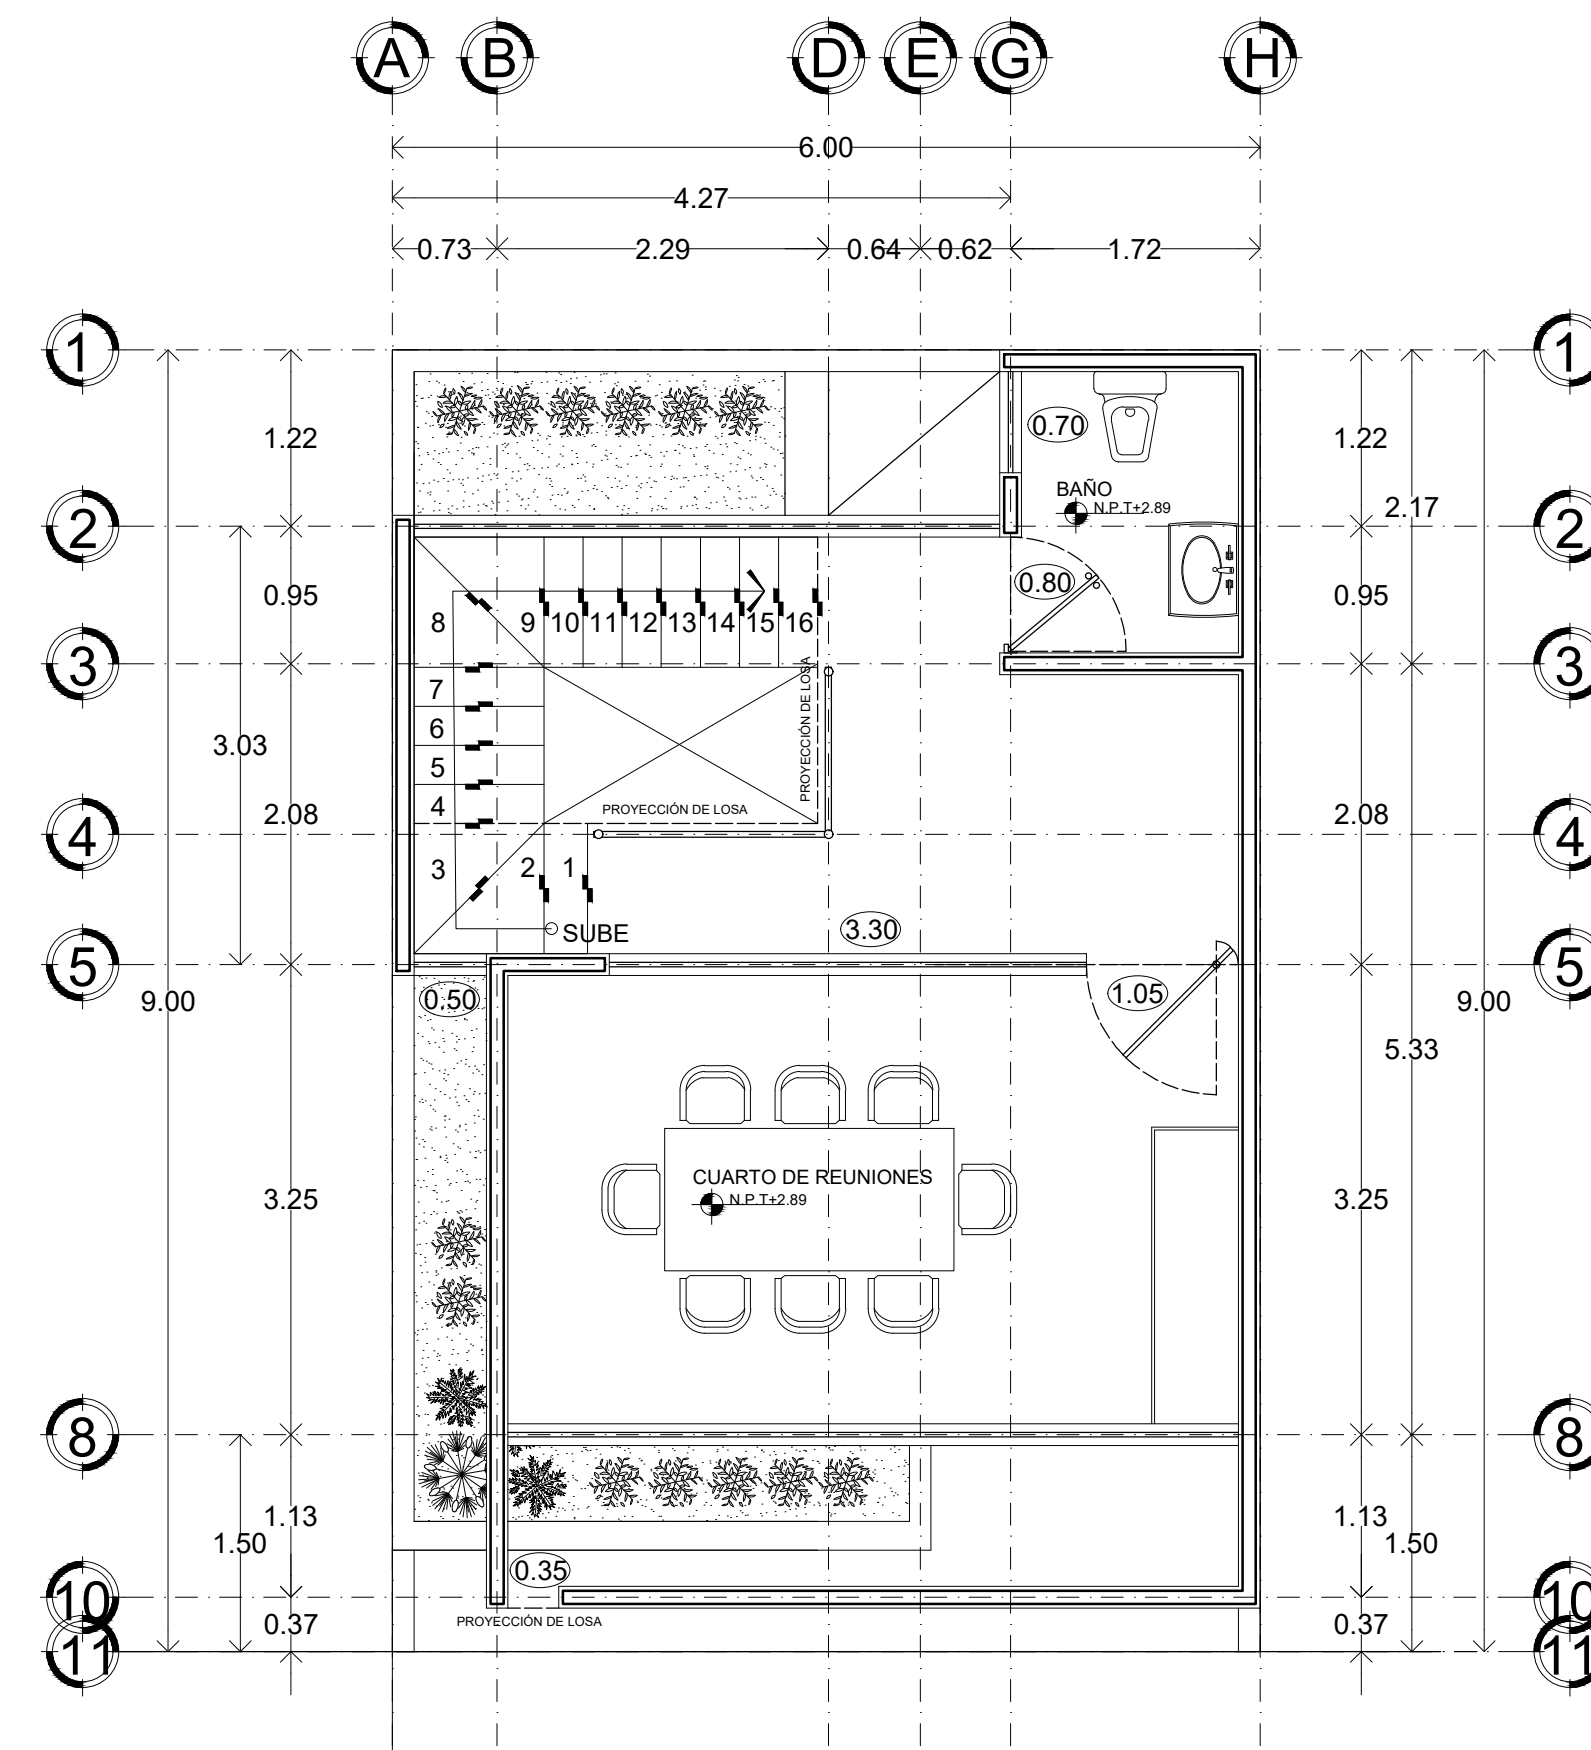 A B D E G H
6.00
4.27
0.73 2.29 0.64 0.62 1.72
1 1
1.22 1.22
0.70
BAÑO
N.P.T+2.89
2.17
2 2
0.95 0.80 0.95
8 9 10 11 12 13 14 15 16
3 3
PROYECCIÓN DE LOSA
7
6
3.03
5
4
2.08 2.08
PROYECCIÓN DE LOSA
4 4
3 2 1
SUBE
3.30
5 5
0.50 1.05
9.00 9.00
5.33
CUARTO DE REUNIONES
N.P.T+2.89
3.25 3.25
8 8
1.13 1.13
1.50 1.50
0.35
10 10
PROYECCIÓN DE LOSA
0.37 0.37
11 11